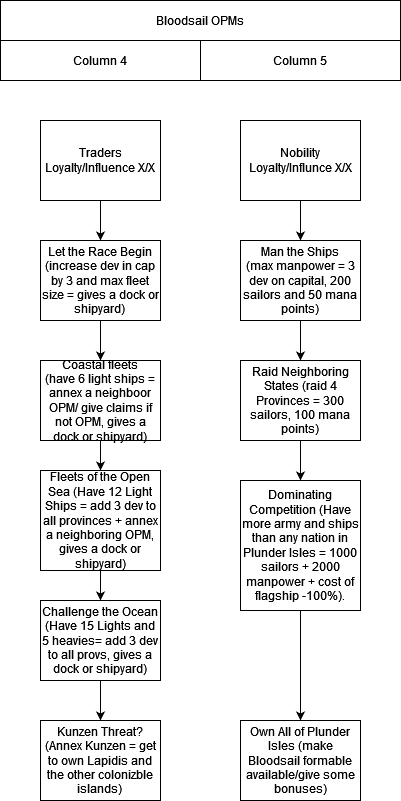 Bloodsail OPMs
Column 4
Column 5
Traders
Loyalty/Influence X/X
Let the Race Begin
(increase dev in cap
by 3 and max fleet
size = gives a dock or
shipyard)
Coastal fleets
(have 6 light ships =
annex a neighboor
OPM/ give claims if
not OPM, gives a
dock or shipyard)
Fleets of the Open
Sea (Have 12 Light
Ships = add 3 dev to
all provinces + annex
a neighboring OPM,
gives a dock or
shipyard)
Challenge the Ocean
(Have 15 Lights and
5 heavies= add 3 dev
to all provs, gives a
dock or shipyard)
Kunzen Threat?
(Annex Kunzen = get
to own Lapidis and
the other colonizble
islands)
Nobility
Loyalty/Influnce X/X
Man the Ships
(max manpower = 3
dev on capital, 200
sailors and 50 mana
points)
Raid Neighboring
States (raid 4
Provinces = 300
sailors, 100 mana
points)
Dominating
Competition (Have
more army and ships
than any nation in
Plunder Isles = 1000
sailors + 2000
manpower + cost of
flagship -100%).
Own All of Plunder
Isles (make
Bloodsail formable
available/give some
bonuses)